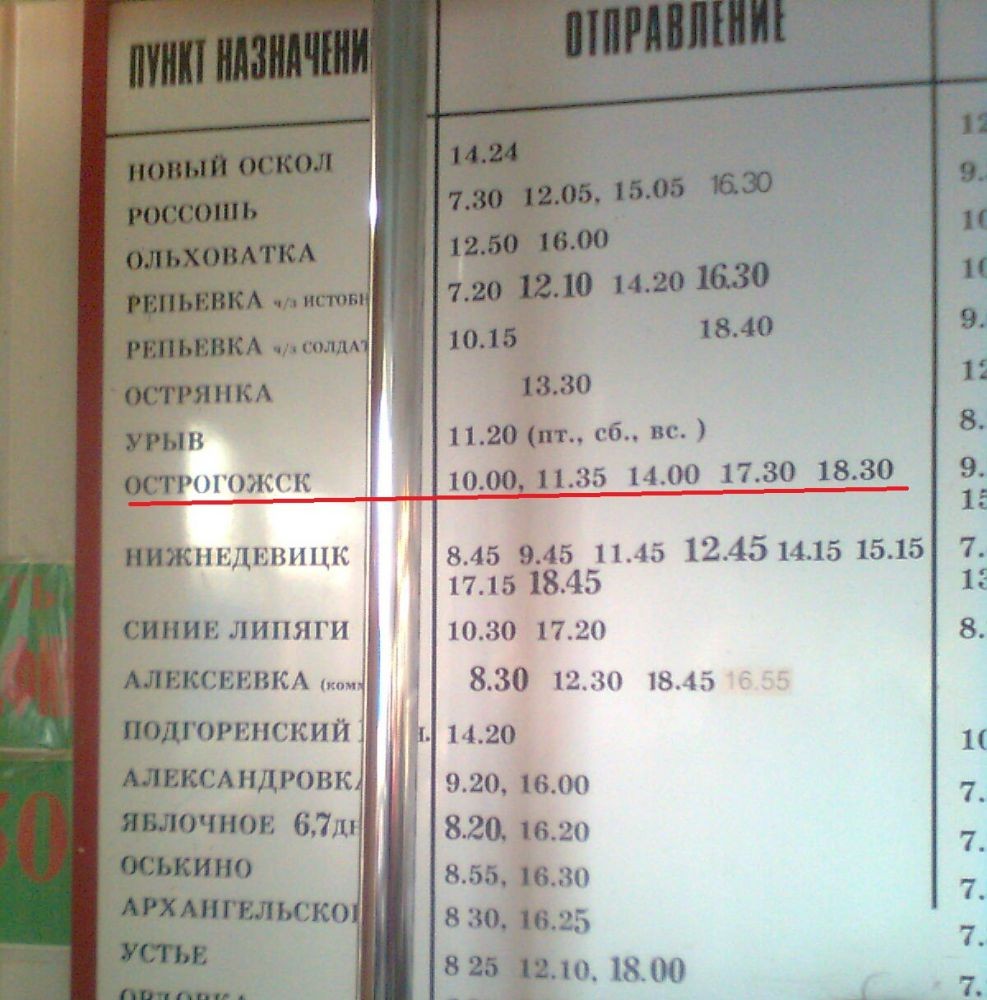 ПУНКТ НАЗНАЧЕНИ ОТПРАВЛЕНИЕ
НОВЫЙ ОСКОЛ 14.24
РОССОШЬ 7.30 12.05, 15.05 16.30
ОЛЬХОВАТКА 12.50 16.00
РЕПЬЕВКА ч/з ИСТОБН 7.20 12.10 14.20 16.30
РЕПЬЕВКА ч/з СОЛДАТ 10.15 18.40
ОСТРЯНКА 13.30
УРЫВ 11.20 (пт., сб., вс. )
ОСТРОГОЖСК 10.00, 11.35 14.00 17.30 18.30
НИЖНЕДЕВИЦК 8.45 9.45 11.45 12.45 14.15 15.15
17.15 18.45
СИНИЕ ЛИПЯГИ 10.30 17.20
АЛЕКСЕЕВКА (комм 8.30 12.30 18.45 16.55
ПОДГОРЕНСКИЙ 14.20
АЛЕКСАНДРОВКА 9.20, 16.00
ЯБЛОЧНОЕ 6,7дн 8.20, 16.20
ОСЬКИНО 8.55, 16.30
АРХАНГЕЛЬСКОЕ 8 30, 16.25
УСТЬЕ 8 25 12.10, 18.00
ОРЛОВКА